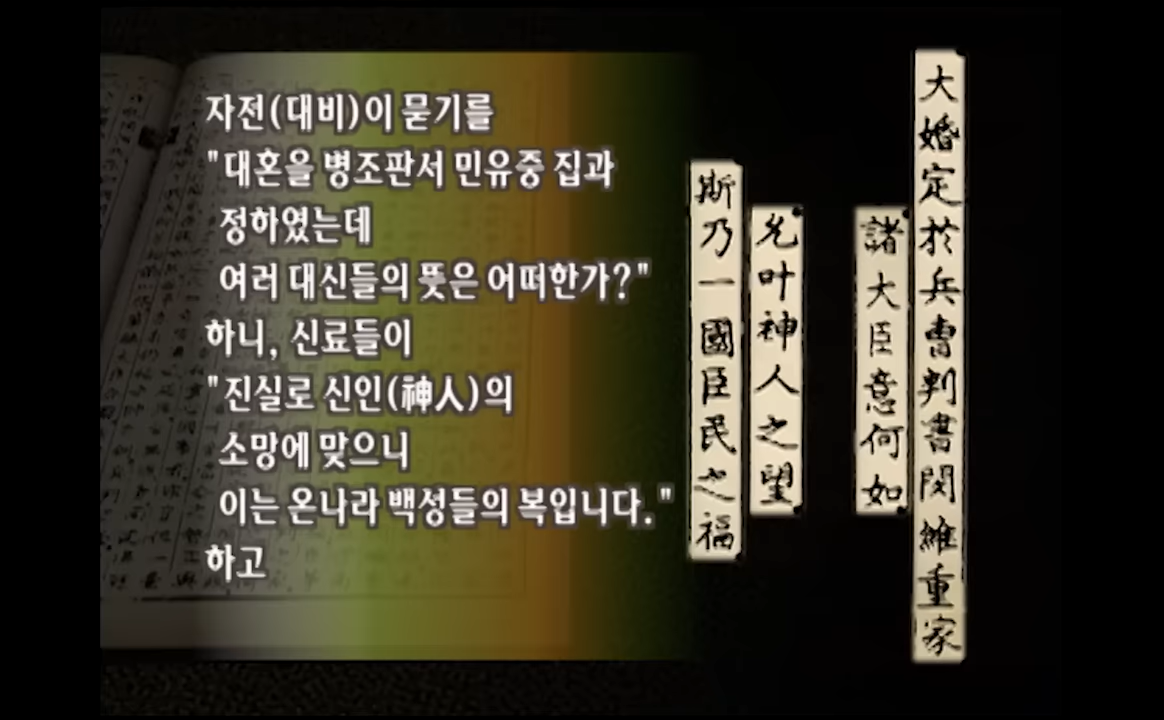 자전(대비)이 묻기를
"대혼을 병조판서 민유중 집과
정하였는데
여러 대신들의 뜻은 어떠한가?"
하니, 신료들이
"진실로 신인(神人)의
소망에 맞으니
이는 온나라 백성들의 복입니다."
하고
大婚定於兵曹判書閔維重家
諸大臣意何如
允叶神人之望
斯乃一國臣民之福